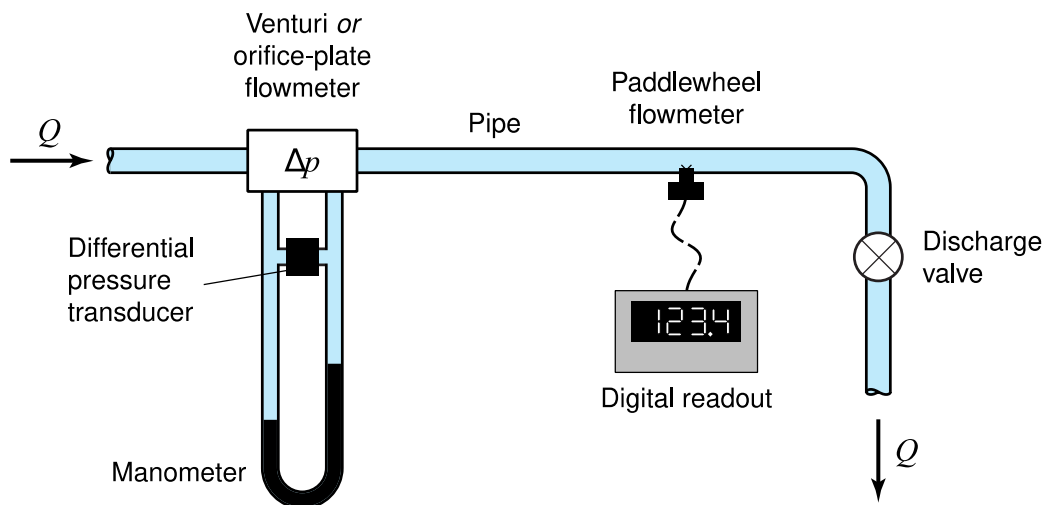 Venturi or
orifice-plate
flowmeter
Paddlewheel
flowmeter
Pipe
Q
Δp
Differential
pressure
transducer
Discharge
valve
123.4
Digital readout
Manometer
Q